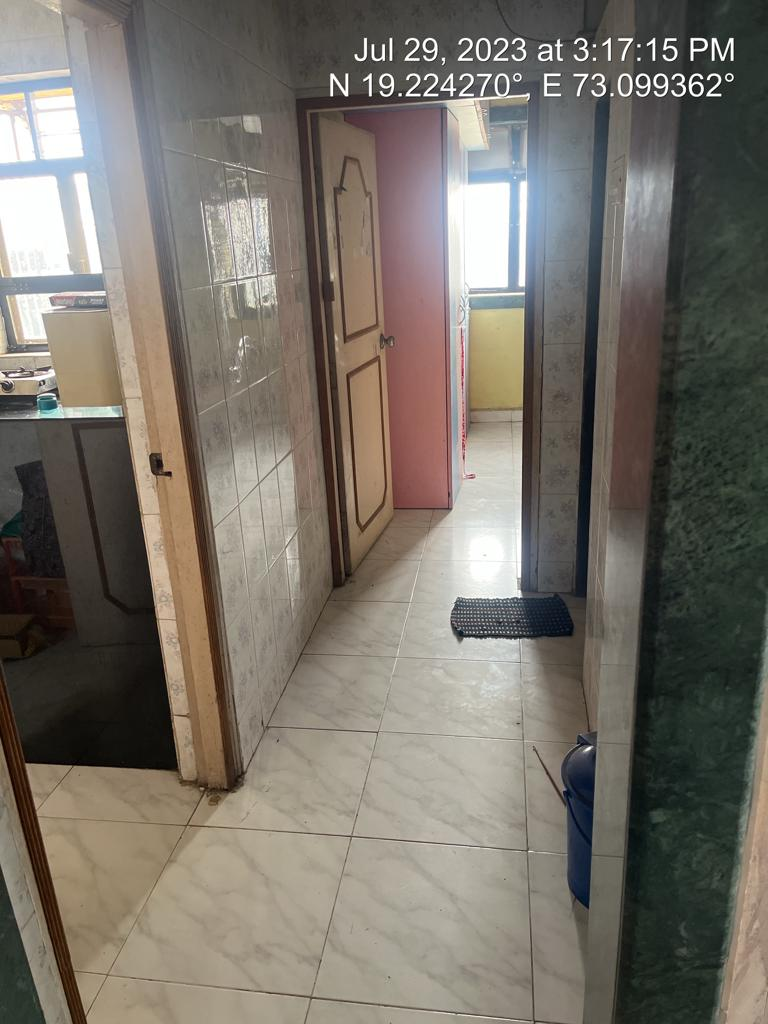 Jul 29, 2023 at 3:17:15 PM
N 19.224270°, E 73.099362°